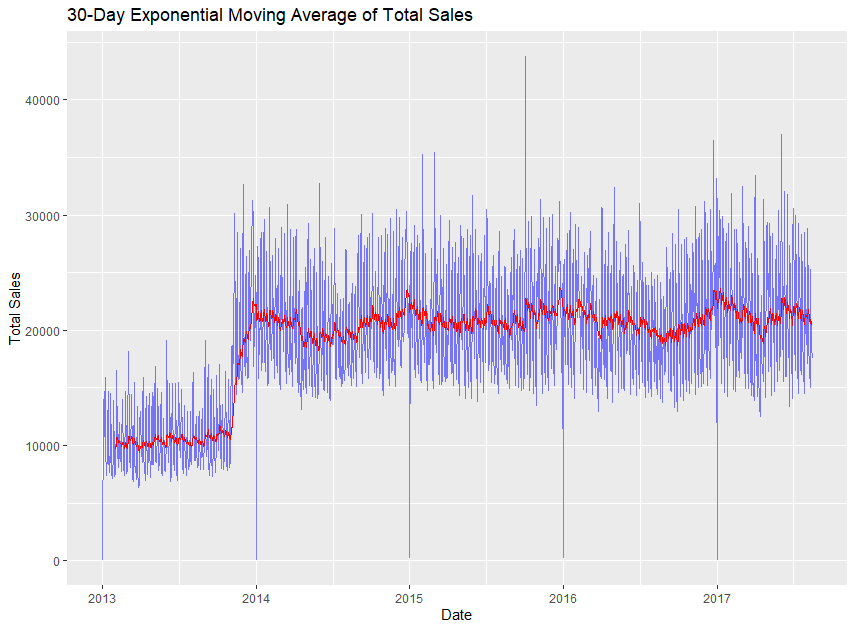 30-Day Exponential Moving Average of Total Sales
Total Sales
40000
30000
20000
10000
0
2013 2014 2015 2016 2017
Date